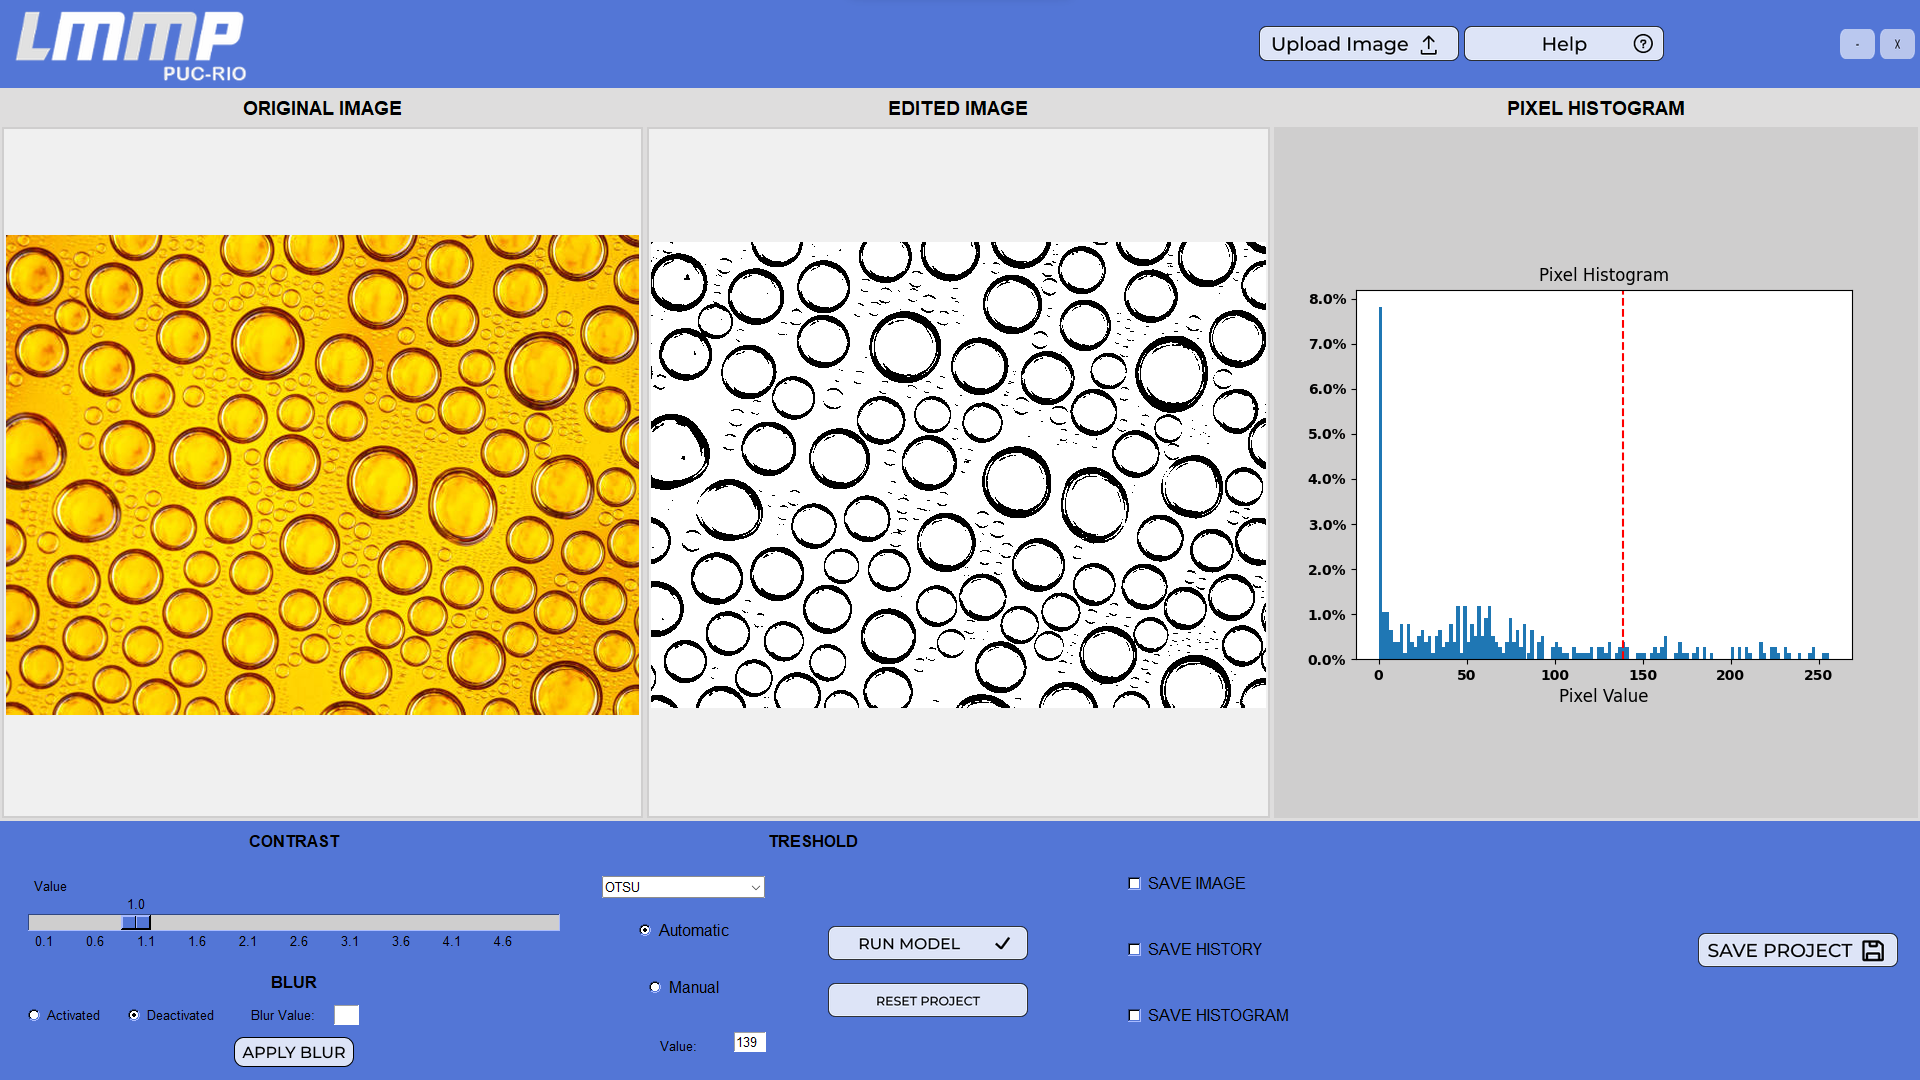 LMMP
PUC-RIO
Upload Image
Help
?
-
X
ORIGINAL IMAGE
EDITED IMAGE
PIXEL HISTOGRAM
Pixel Histogram
8.0%
7.0%
6.0%
5.0%
4.0%
3.0%
2.0%
1.0%
0.0%
0 50 100 150 200 250
Pixel Value
CONTRAST
Value
1.0
0.1 0.6 1.1 1.6 2.1 2.6 3.1 3.6 4.1 4.6
BLUR
Activated Deactivated Blur Value:
APPLY BLUR
TRESHOLD
OTSU
Automatic
Manual
Value: 139
RUN MODEL
RESET PROJECT
SAVE IMAGE
SAVE HISTORY
SAVE HISTOGRAM
SAVE PROJECT